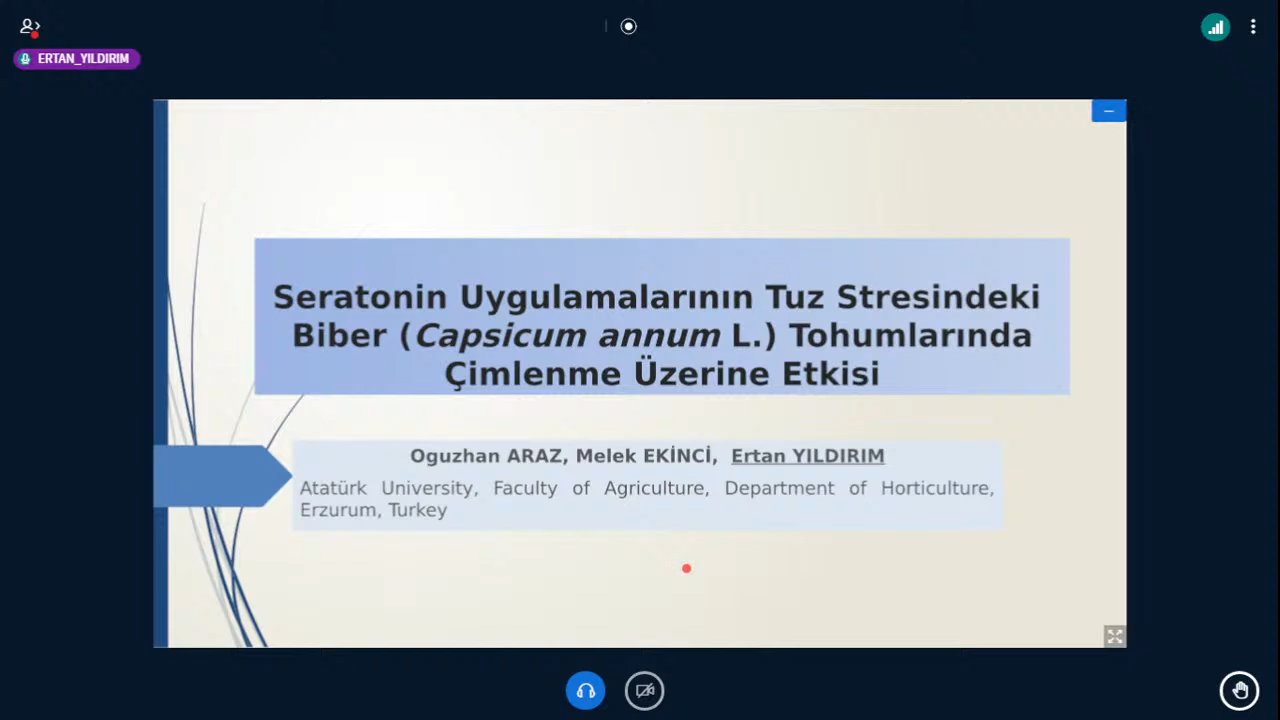 ERTAN_YILDIRIM
Seratonin Uygulamalarının Tuz Stresindeki
Biber (Capsicum annum L.) Tohumlarında
Çimlenme Üzerine Etkisi
Oguzhan ARAZ, Melek EKİNCİ, Ertan YILDIRIM
Atatürk University, Faculty of Agriculture, Department of Horticulture,
Erzurum, Turkey